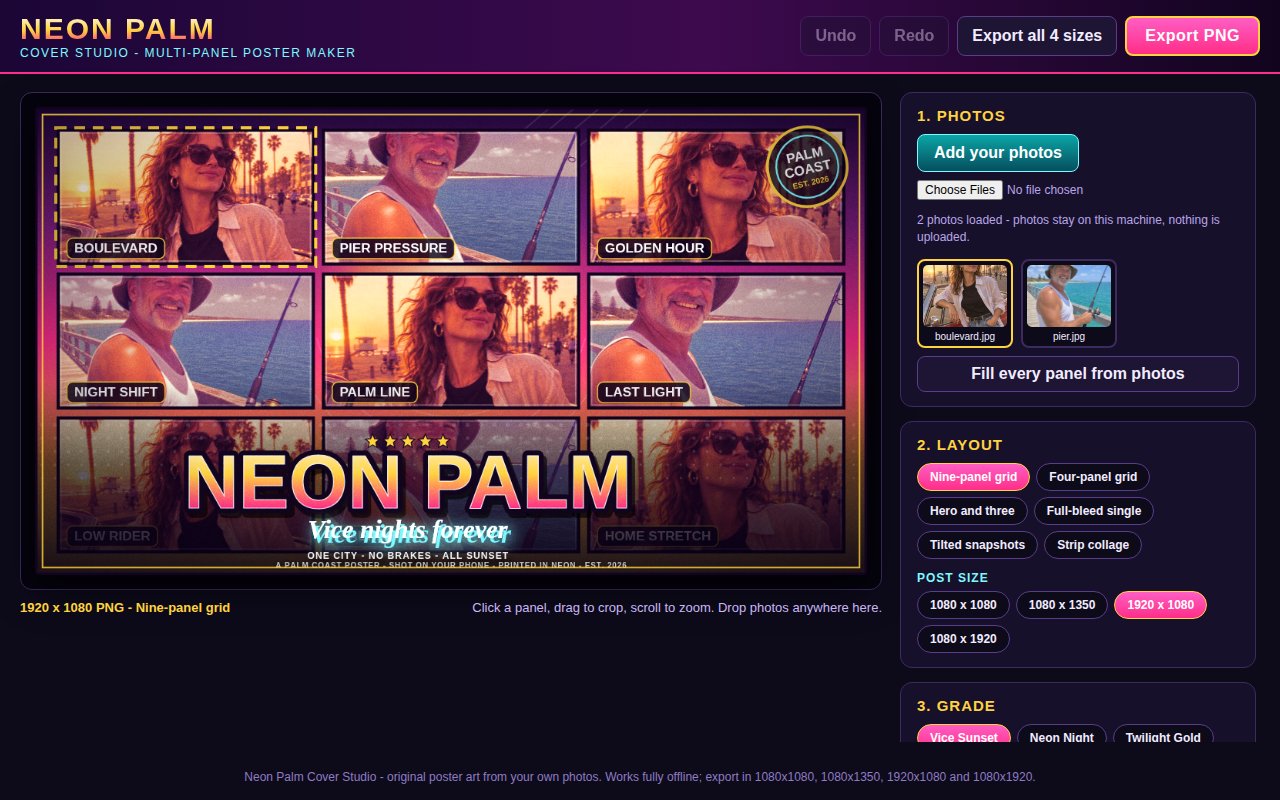 NEON PALM
COVER STUDIO - MULTI-PANEL POSTER MAKER
Undo
Redo
Export all 4 sizes
Export PNG
PALM
COAST
EST. 2026
BOULEVARD
PIER PRESSURE
GOLDEN HOUR
NIGHT SHIFT
PALM LINE
LAST LIGHT
NEON PALM
LOW RIDER
Vice nights forever
HOME STRETCH
ONE CITY - NO BRAKES - ALL SUNSET
A PALM COAST POSTER - SHOT ON YOUR PHONE - PRINTED IN NEON - EST. 2026
1920 x 1080 PNG - Nine-panel grid
Click a panel, drag to crop, scroll to zoom. Drop photos anywhere here.
1. PHOTOS
Add your photos
Choose Files No file chosen
2 photos loaded - photos stay on this machine, nothing is
uploaded.
boulevard.jpg
pier.jpg
Fill every panel from photos
2. LAYOUT
Nine-panel grid
Four-panel grid
Hero and three
Full-bleed single
Tilted snapshots
Strip collage
POST SIZE
1080 x 1080
1080 x 1350
1920 x 1080
1080 x 1920
3. GRADE
Vice Sunset
Neon Night
Twilight Gold
Neon Palm Cover Studio - original poster art from your own photos. Works fully offline; export in 1080x1080, 1080x1350, 1920x1080 and 1080x1920.